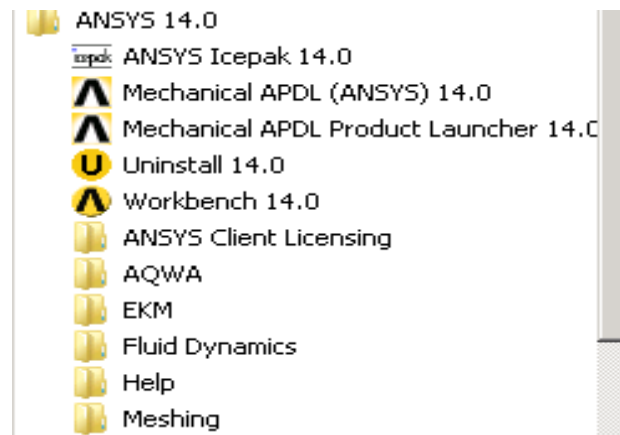 ANSYS 14.0
icepak ANSYS Icepak 14.0
Mechanical APDL (ANSYS) 14.0
Mechanical APDL Product Launcher 14.0
U Uninstall 14.0
Workbench 14.0
ANSYS Client Licensing
AQWA
EKM
Fluid Dynamics
Help
Meshing